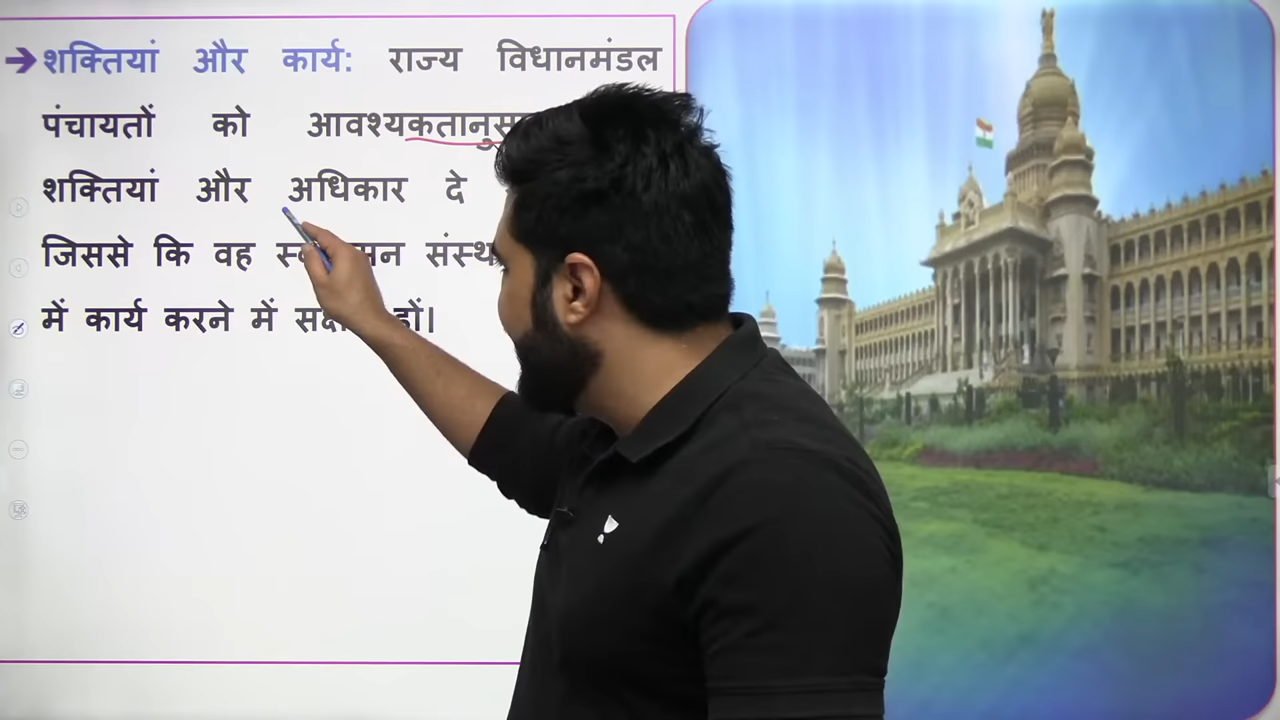 शक्तियां और कार्य: राज्य विधानमंडल
पंचायतों को
शक्तियां और अधिकार दे
जिससे कि वह
में कार्य करने में हों।